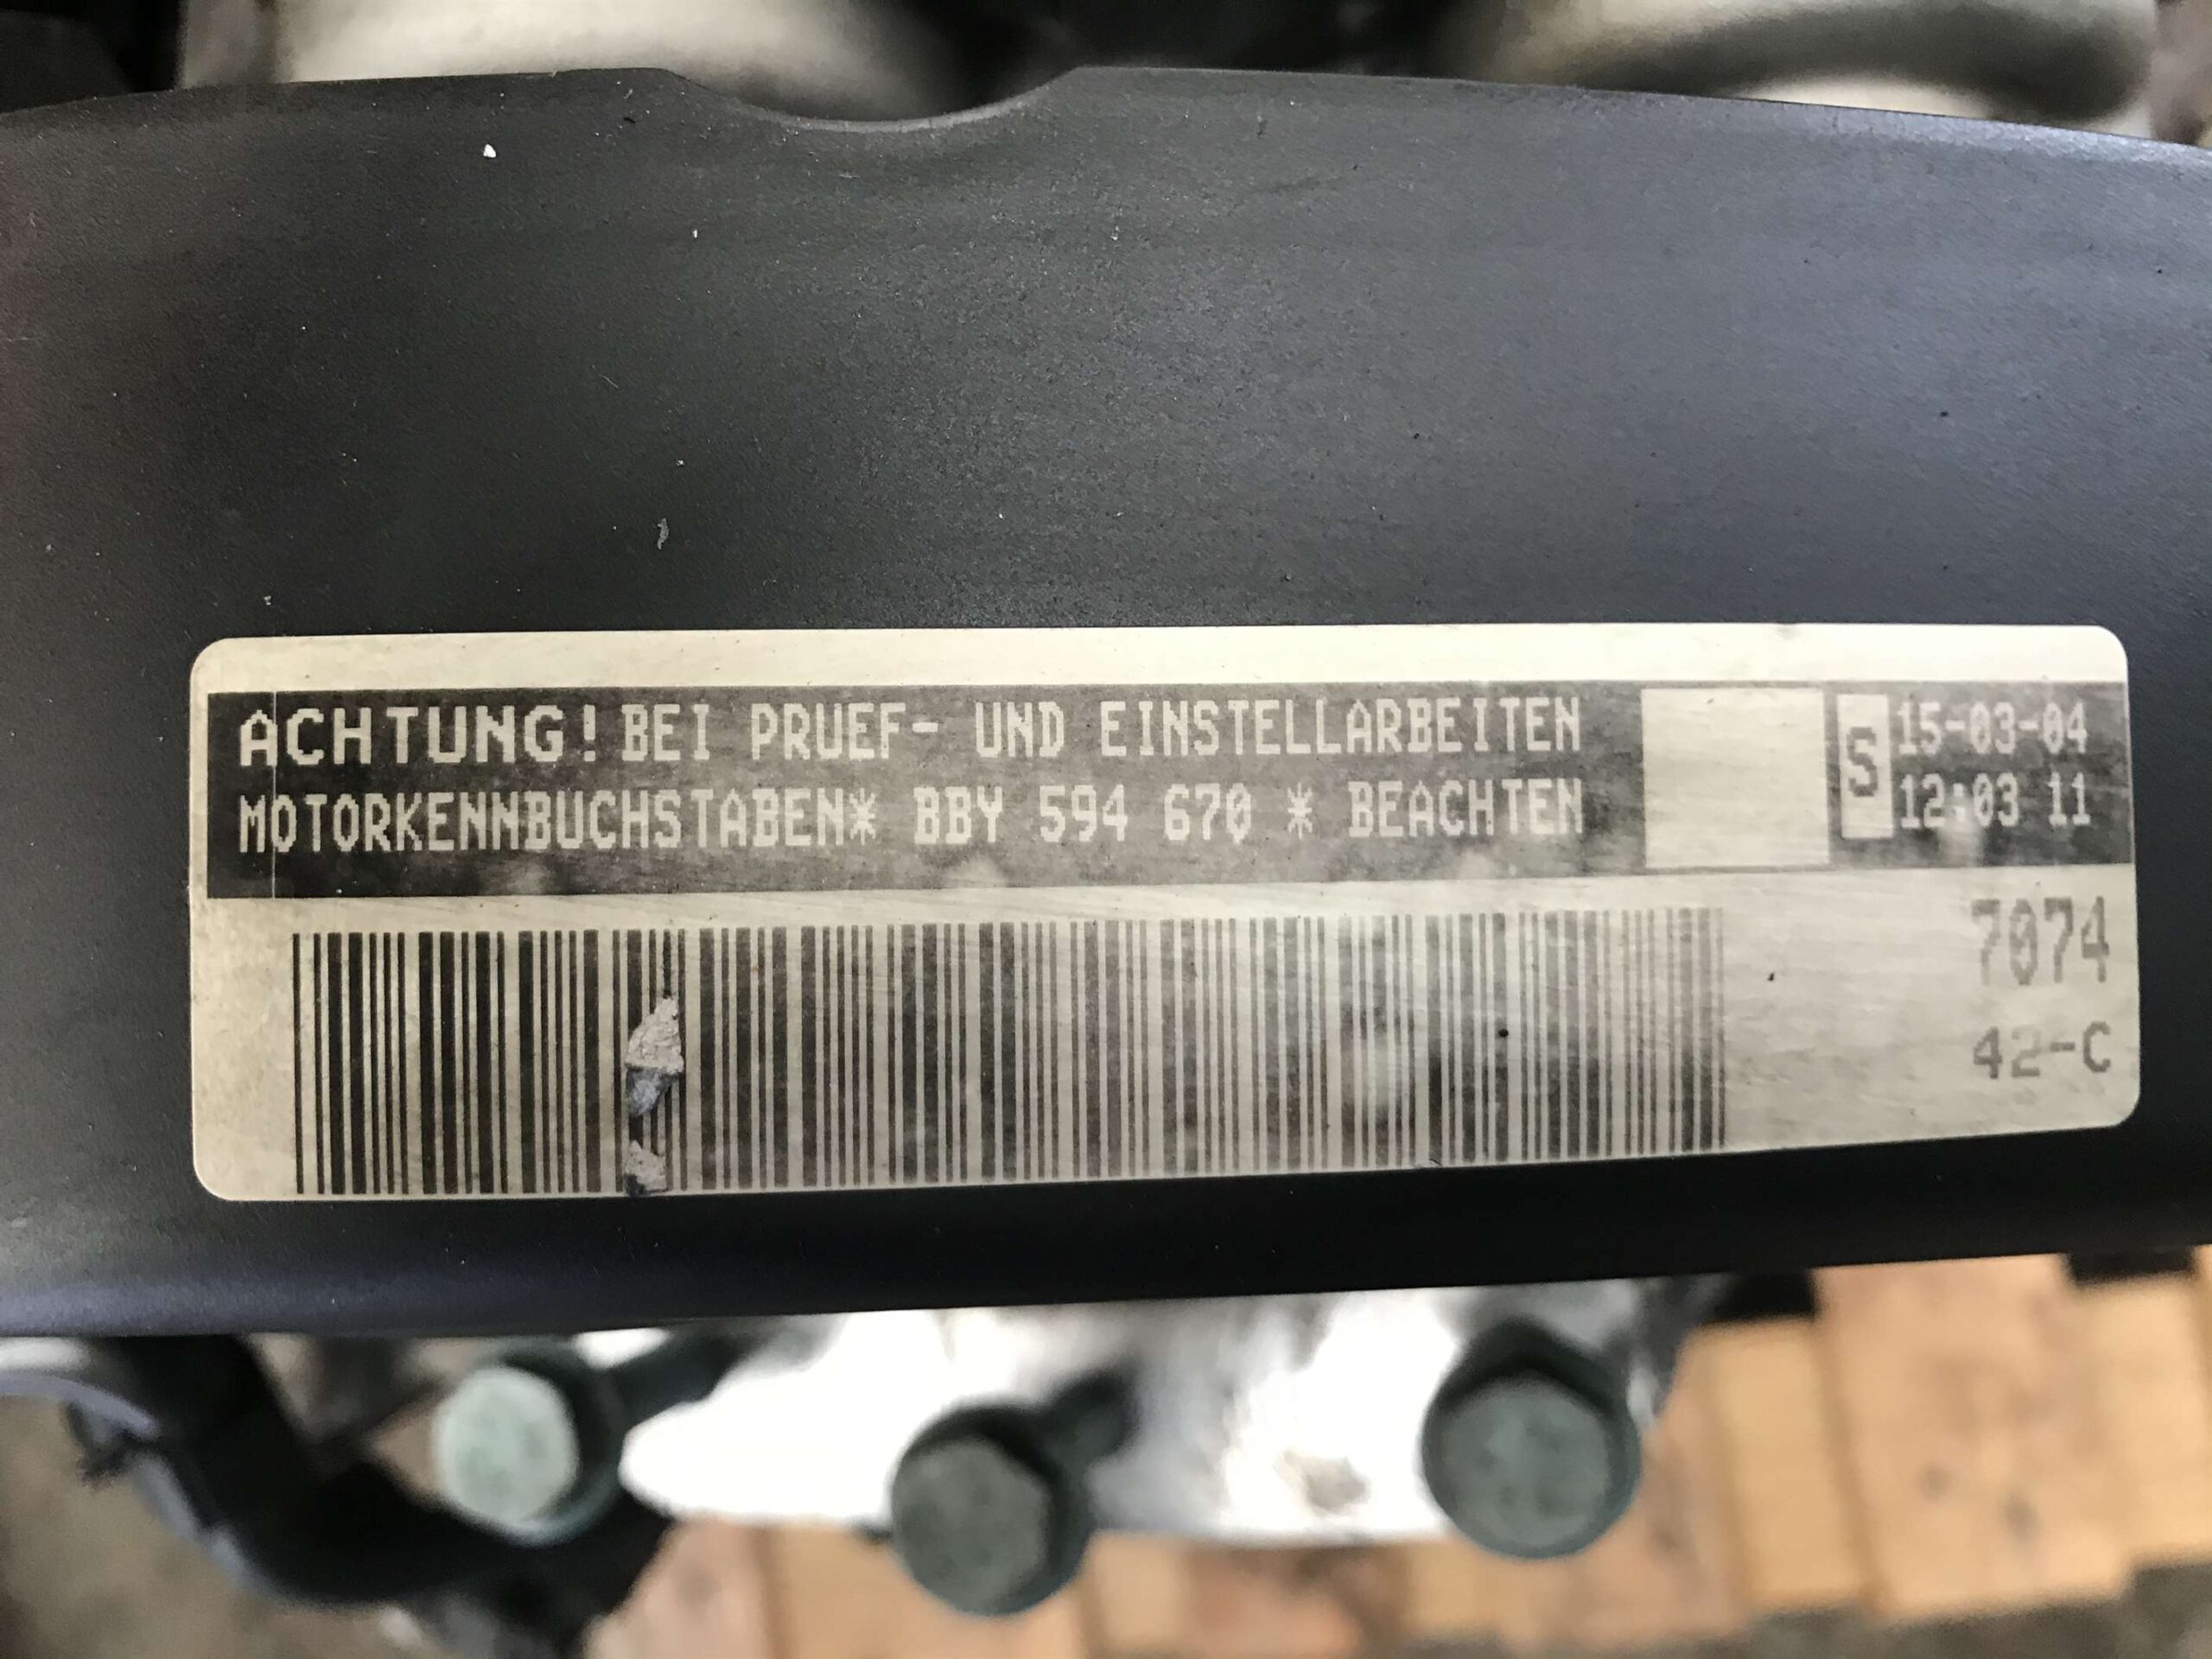 ACHTUNG! BEI PRUEF- UND EINSTELLARBEITEN
MOTORKENNBUCHSTABEN* BBY 594 670 * BEACHTEN
S
15-03-04
12:03 11
7074
42-C